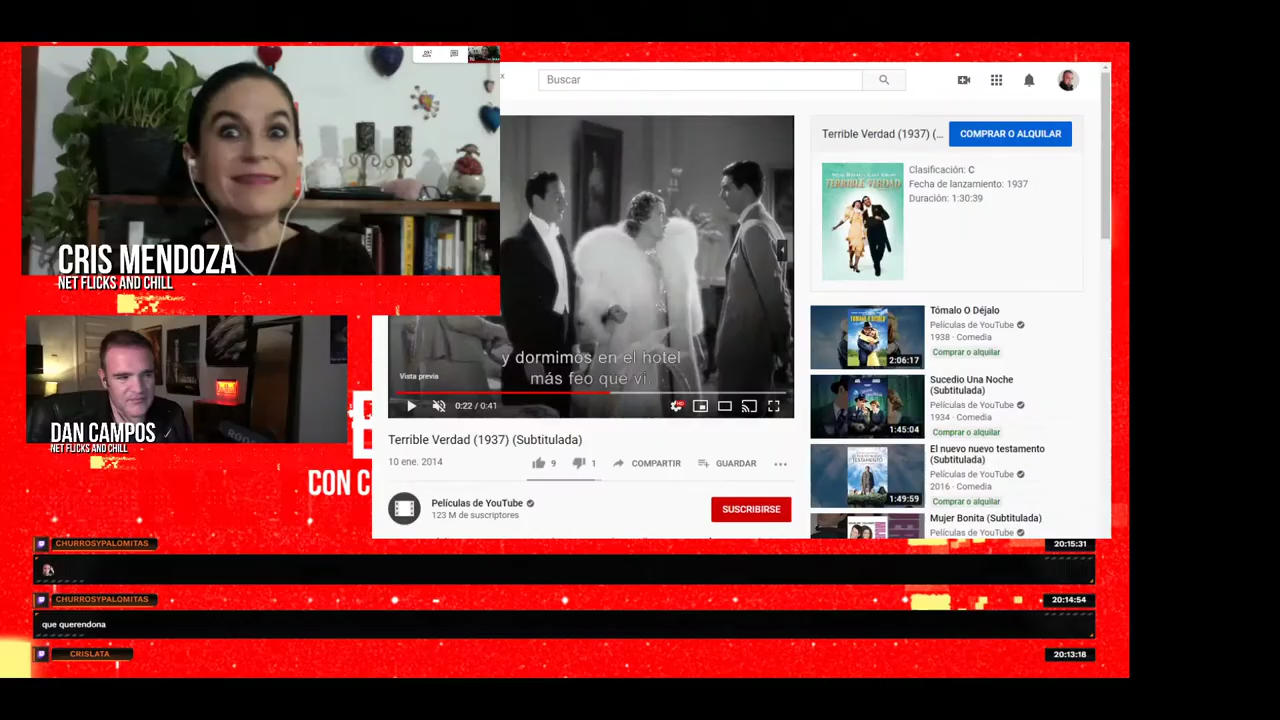 CRIS MENDOZA
NET FLICKS AND CHILL
DAN CAMPOS
NET FLICKS AND CHILL
CON C
Buscar
y dormimos en el hotel
más feo que vi.
Vista previa
0:22 / 0:41
Terrible Verdad (1937) (Subtitulada)
10 ene. 2014
9
1
COMPARTIR
GUARDAR
Películas de YouTube
123 M de suscriptores
SUSCRIBIRSE
Terrible Verdad (1937) (...
COMPRAR O ALQUILAR
TERRIBLE VERDAD
Clasificación: C
Fecha de lanzamiento: 1937
Duración: 1:30:39
2:06:17
Tómalo O Déjalo
Películas de YouTube
1938 · Comedia
Comprar o alquilar
1:45:04
Sucedio Una Noche
(Subtitulada)
Películas de YouTube
1934 · Comedia
Comprar o alquilar
1:49:59
El nuevo nuevo testamento
(Subtitulada)
Películas de YouTube
2016 · Comedia
Comprar o alquilar
Mujer Bonita (Subtitulada)
Películas de YouTube
CHURROSYPALOMITAS
20:15:31
CHURROSYPALOMITAS
20:14:54
que querendona
CRISLATA
20:13:18